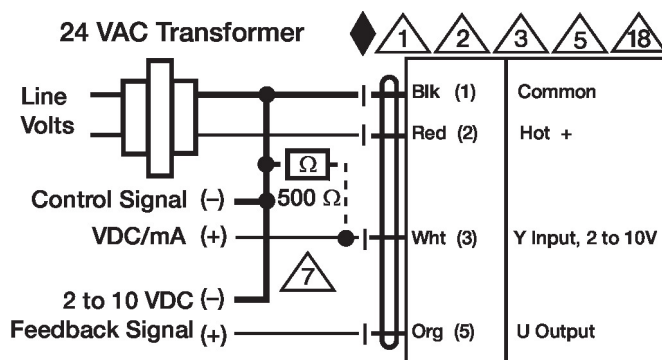 24 VAC Transformer
1 2 3 5 18
Line
Volts
Blk (1) Common
Red (2) Hot +
Ω
500 Ω
Control Signal (–)
VDC/mA (+)
Wht (3) Y Input, 2 to 10V
7
2 to 10 VDC (–)
Feedback Signal (+)
Org (5) U Output